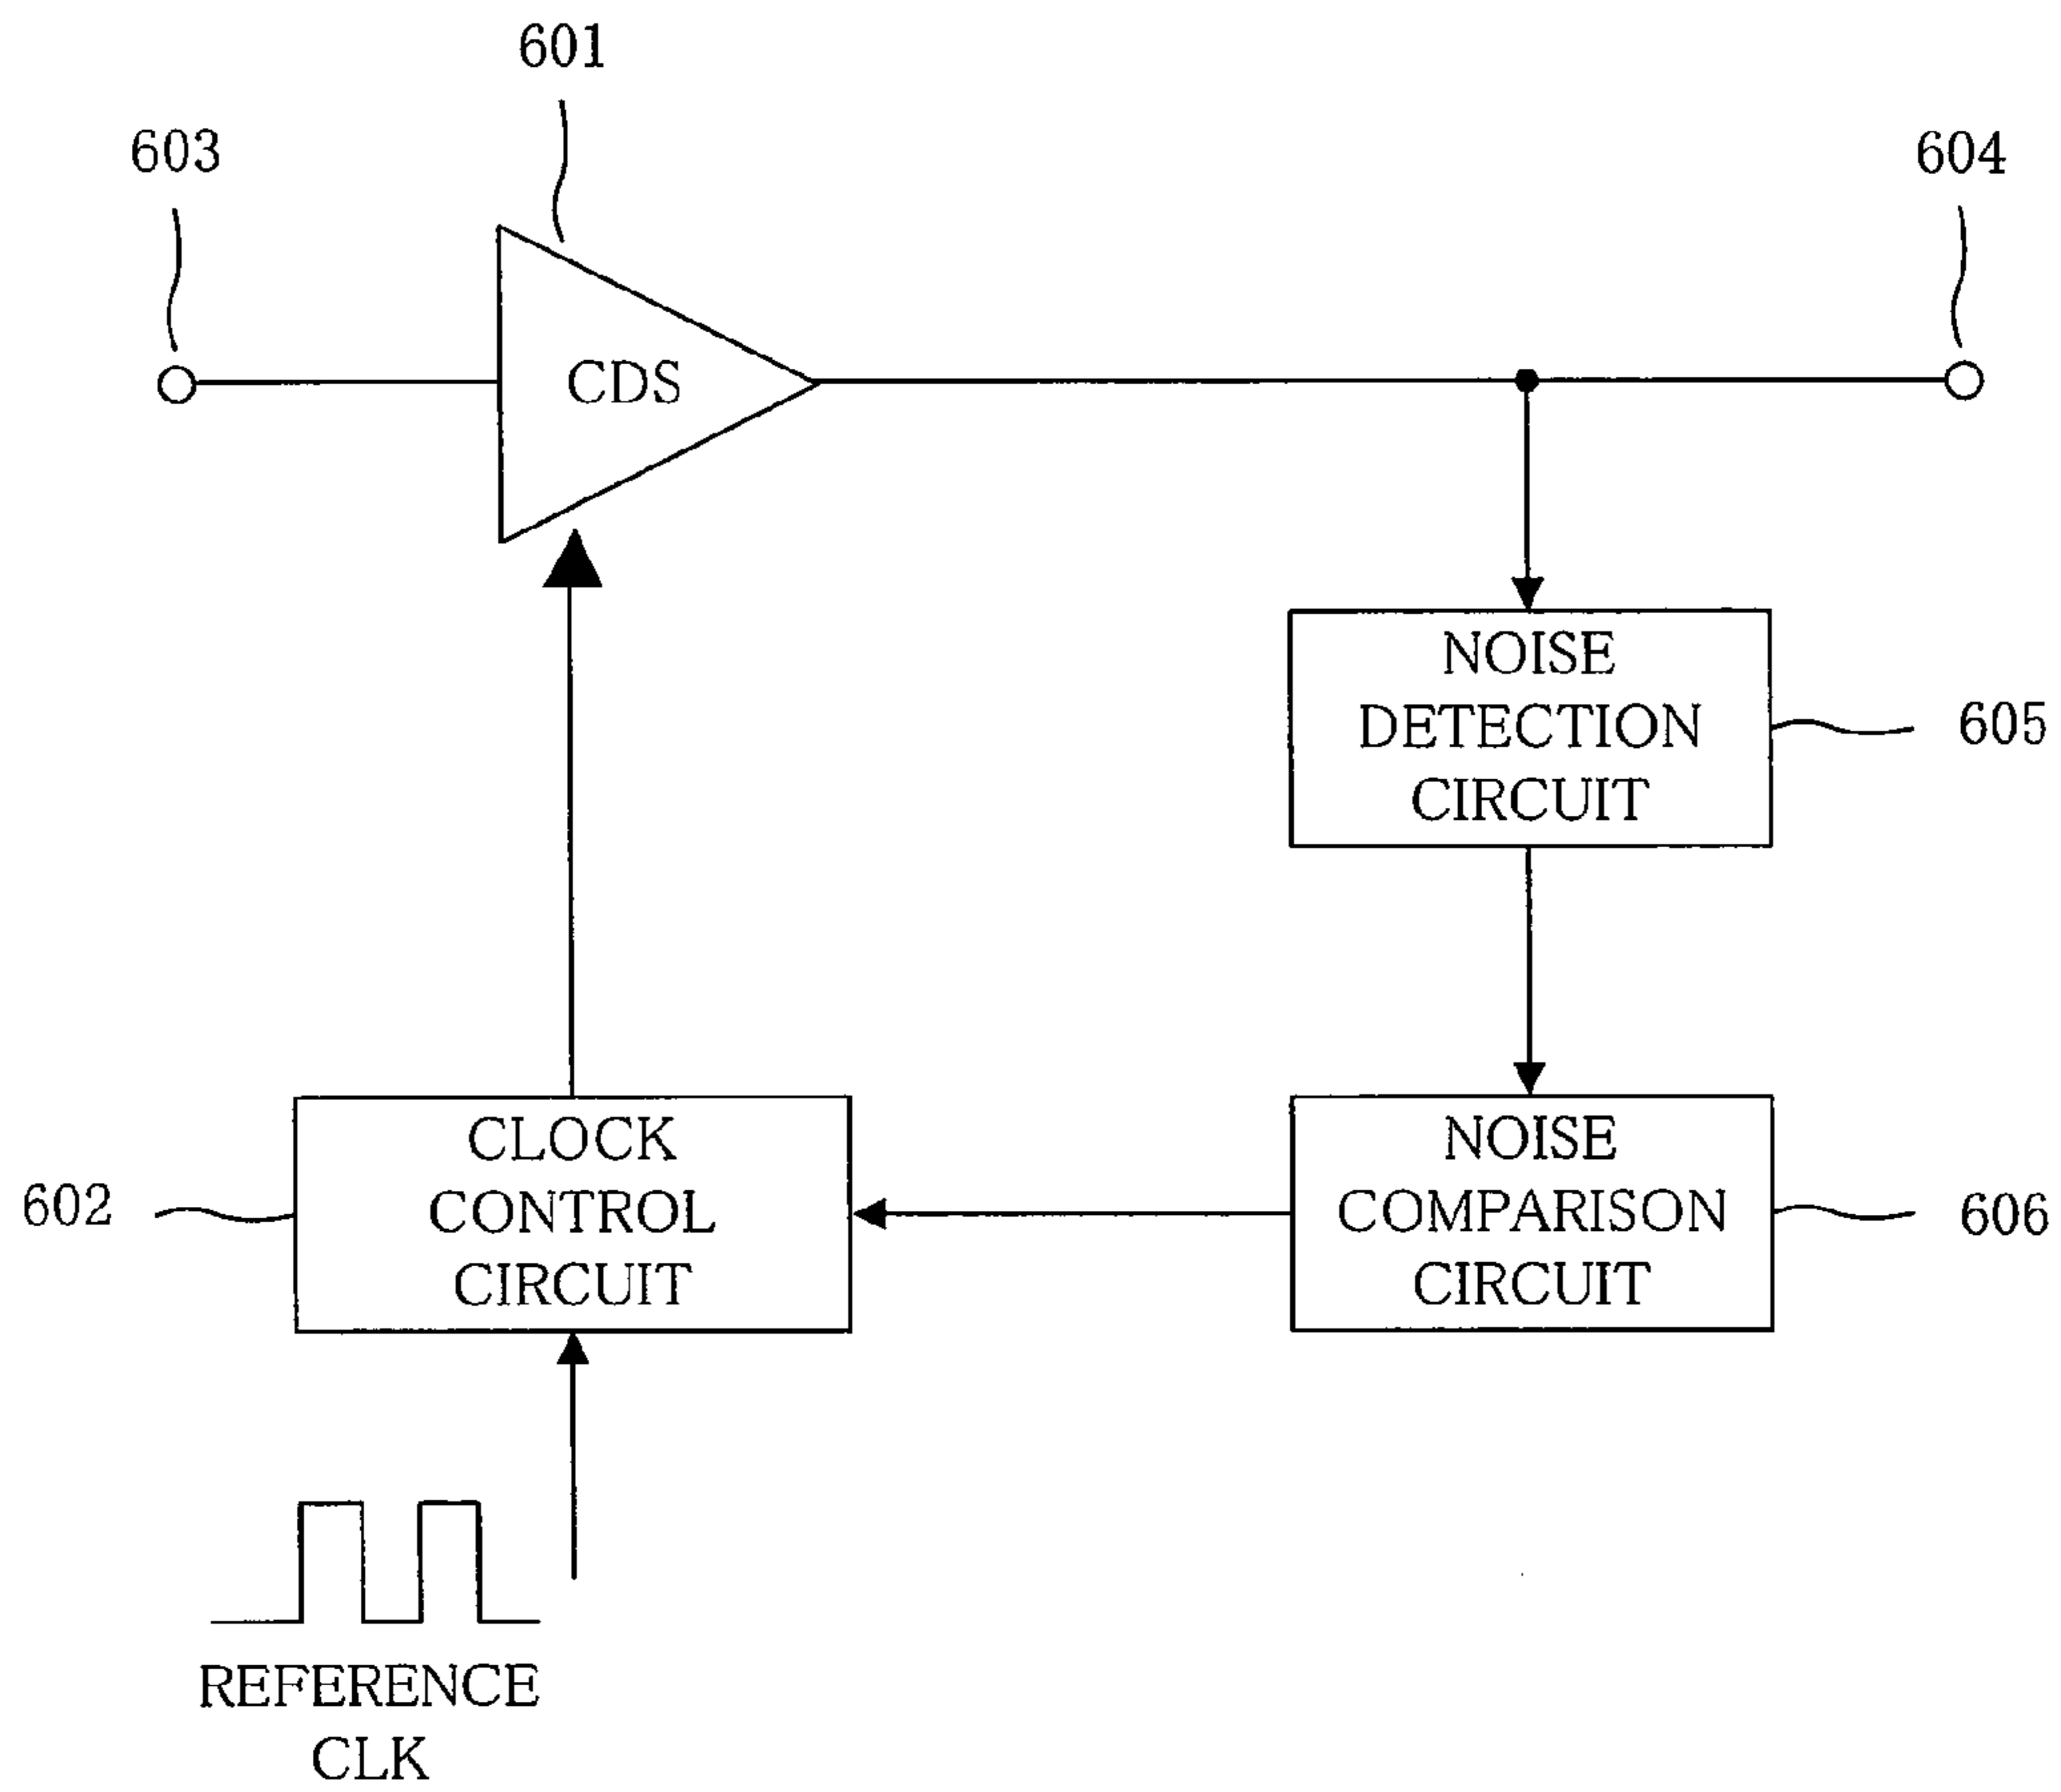 601
603
604
CDS
NOISE
DETECTION
CIRCUIT
605
CLOCK
CONTROL
CIRCUIT
602
NOISE
COMPARISON
CIRCUIT
606
REFERENCE
CLK